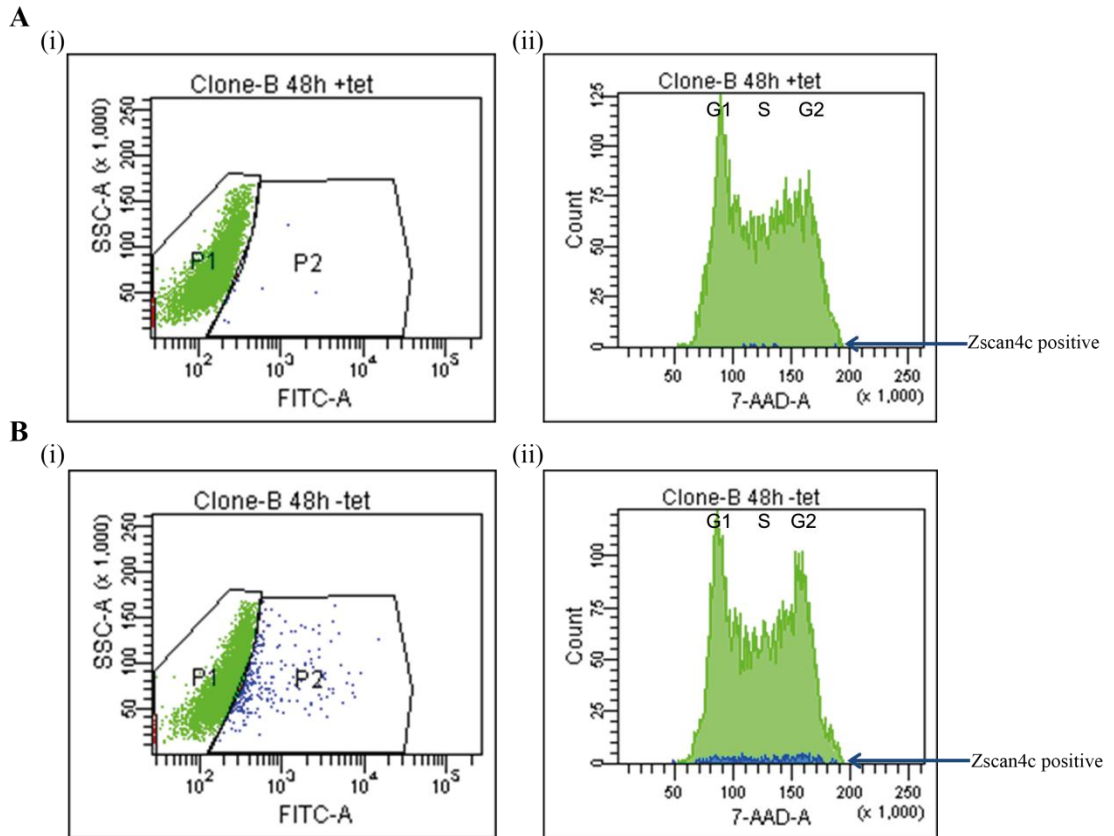 A
(i)
Clone-B 48h +tet
SSC-A (x 1,000)
250
200
150
100
50
P1
P2
10² 10³ 10⁴ 10⁵
FITC-A
(ii)
Clone-B 48h +tet
G1 S G2
Count
125
100
75
50
25
0
50 100 150 200 250
7-AAD-A
(x 1,000)
Zscan4c positive
B
(i)
Clone-B 48h -tet
SSC-A (x 1,000)
250
200
150
100
50
P1
P2
10² 10³ 10⁴ 10⁵
FITC-A
(ii)
Clone-B 48h -tet
G1 S G2
Count
100
75
50
25
0
50 100 150 200 250
7-AAD-A
(x 1,000)
Zscan4c positive